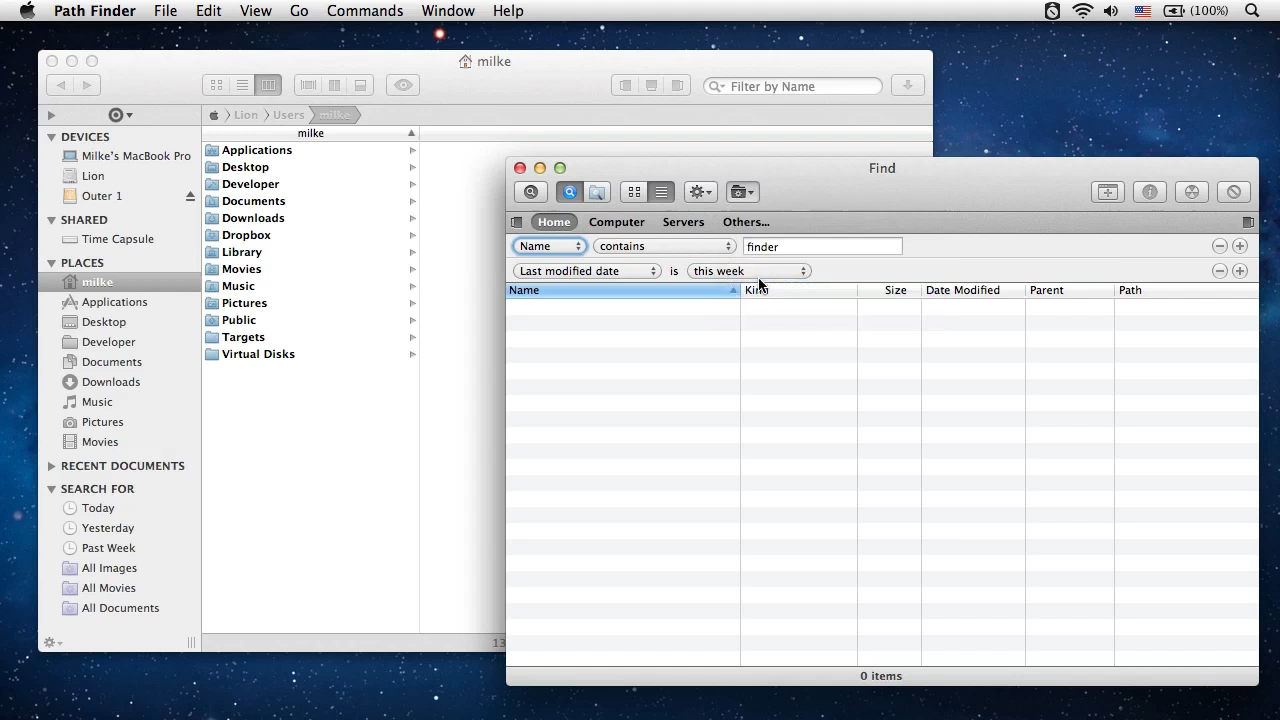 Path Finder File Edit View Go Commands Window Help (100%)
milke
Filter by Name
Lion Users milke
milke
DEVICES
Milke's MacBook Pro
Lion
Outer 1
SHARED
Time Capsule
PLACES
milke
Applications
Desktop
Developer
Documents
Downloads
Music
Pictures
Movies
RECENT DOCUMENTS
SEARCH FOR
Today
Yesterday
Past Week
All Images
All Movies
All Documents
Applications
Desktop
Developer
Documents
Downloads
Dropbox
Library
Movies
Music
Pictures
Public
Targets
Virtual Disks
13
Find
Home Computer Servers Others...
Name contains finder
Last modified date is this week
Name Kind Size Date Modified Parent Path
0 items